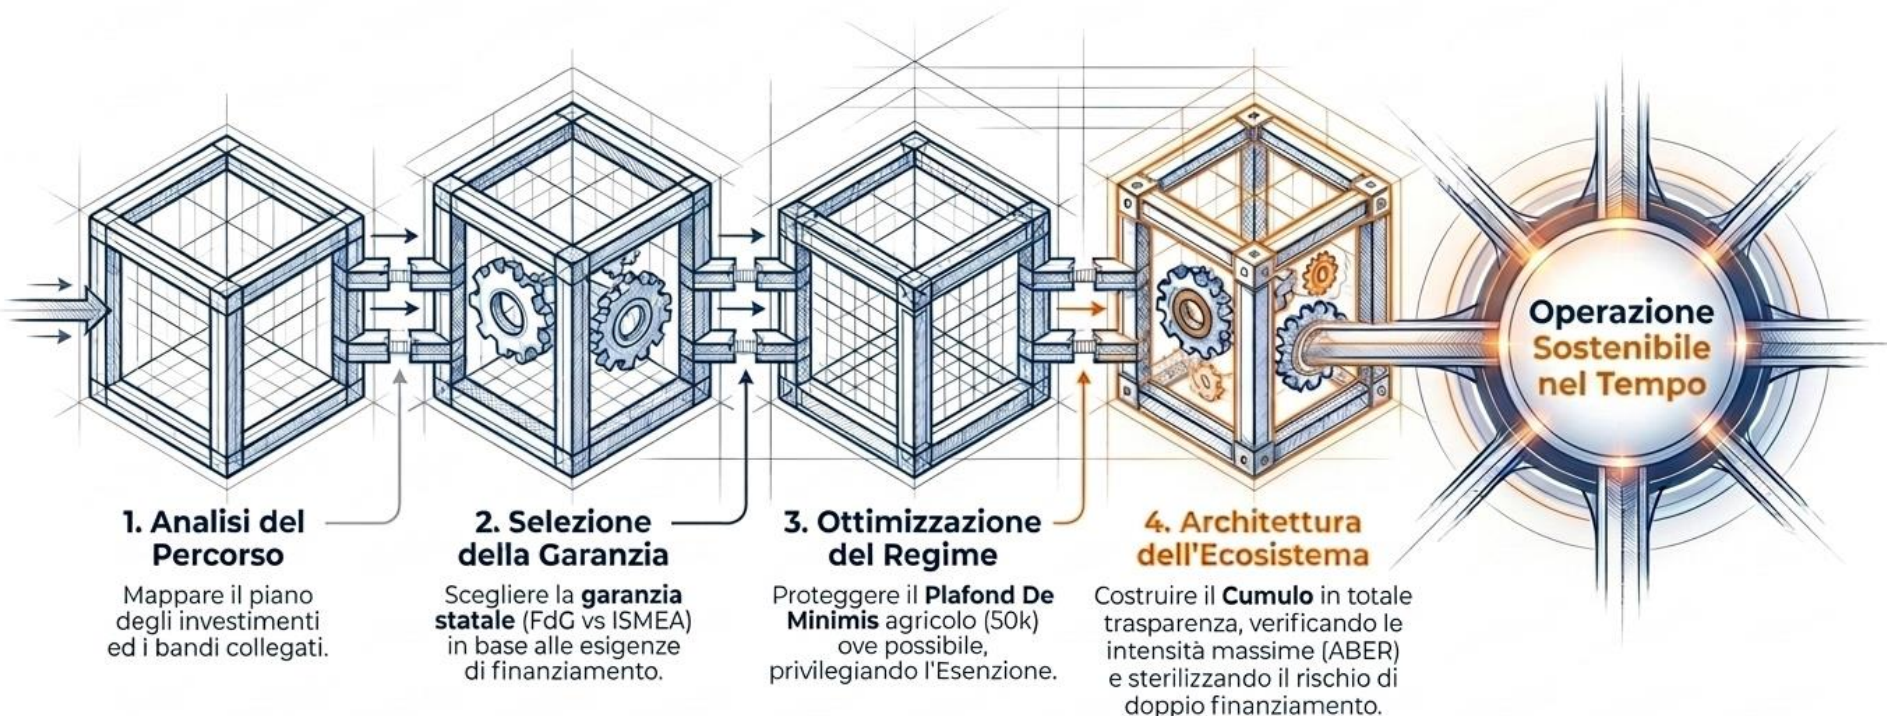 1. Analisi del
Percorso
Mappare il piano
degli investimenti
ed i bandi collegati.
2. Selezione
della Garanzia
Scegliere la garanzia
statale (FdG vs ISMEA)
in base alle esigenze
di finanziamento.
3. Ottimizzazione
del Regime
Proteggere il Plafond De
Minimis agricolo (50k)
ove possibile,
privilegiando l'Esenzione.
4. Architettura
dell'Ecosistema
Costruire il Cumulo in totale
trasparenza, verificando le
intensità massime (ABER)
e sterilizzando il rischio di
doppio finanziamento.
Operazione
Sostenibile
nel Tempo